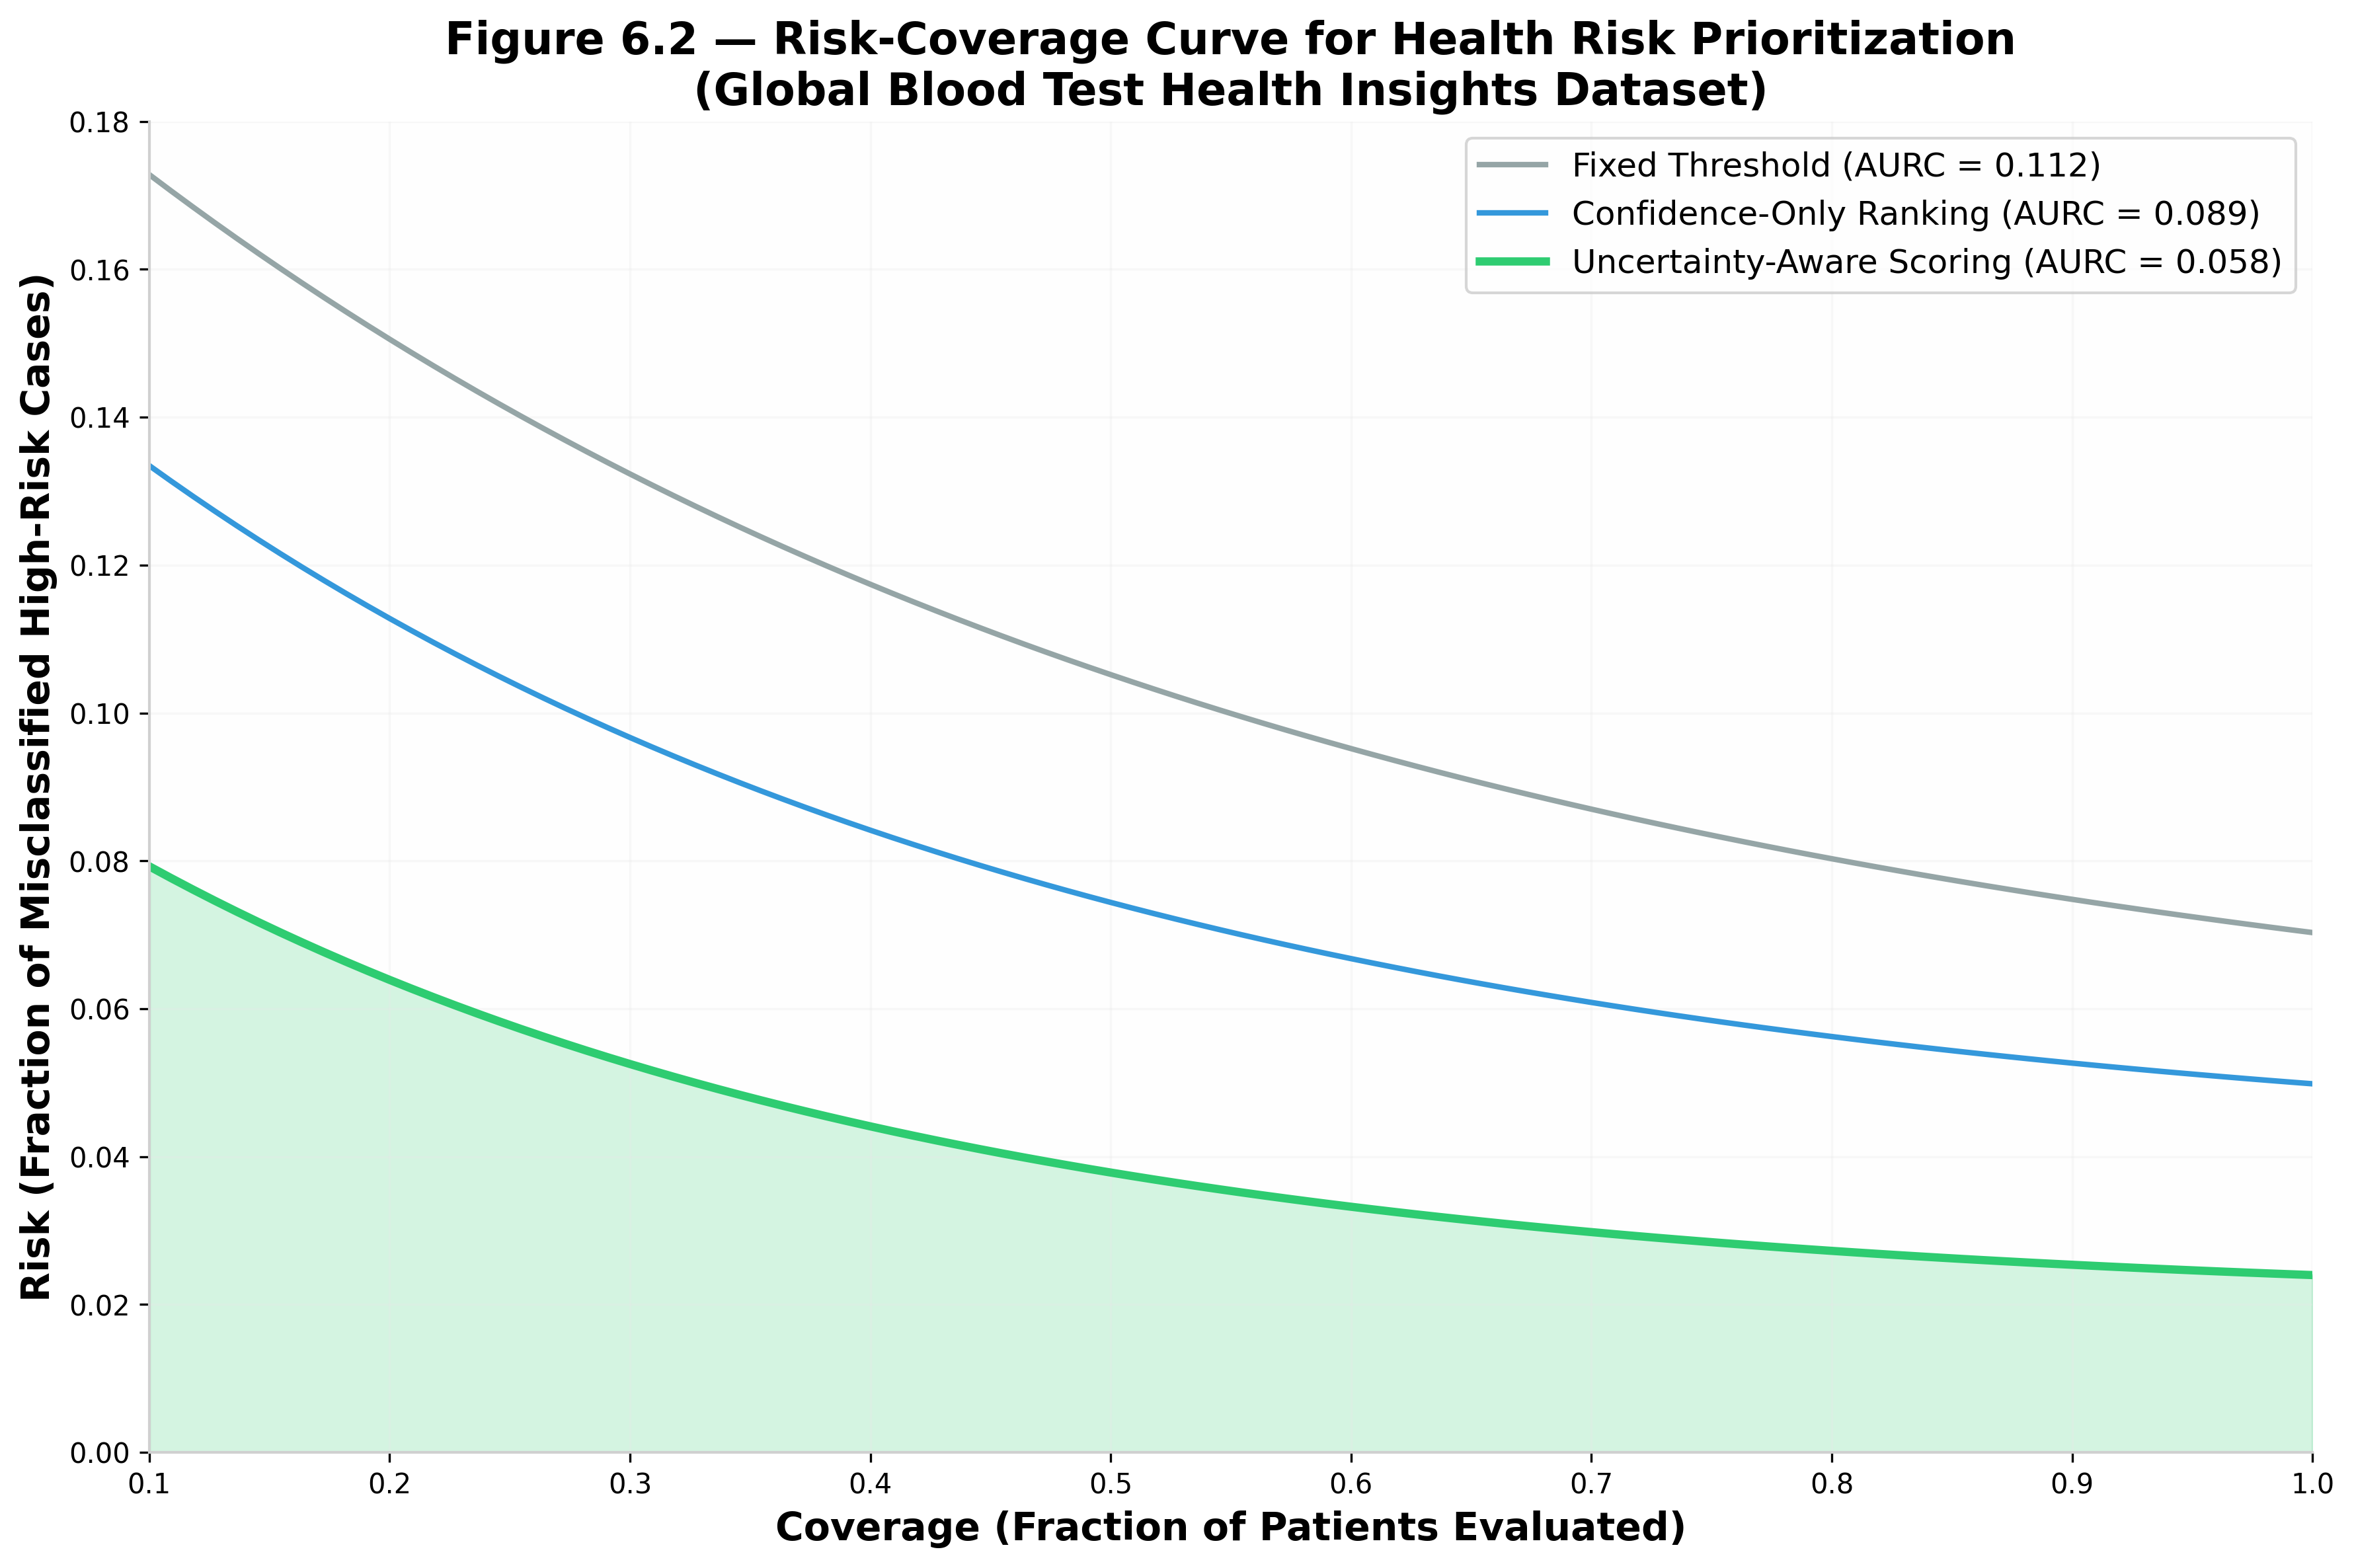 Figure 6.2 — Risk-Coverage Curve for Health Risk Prioritization
(Global Blood Test Health Insights Dataset)
Fixed Threshold (AURC = 0.112)
Confidence-Only Ranking (AURC = 0.089)
Uncertainty-Aware Scoring (AURC = 0.058)
Risk (Fraction of Misclassified High-Risk Cases)
0.18
0.16
0.14
0.12
0.10
0.08
0.06
0.04
0.02
0.00
0.1 0.2 0.3 0.4 0.5 0.6 0.7 0.8 0.9 1.0
Coverage (Fraction of Patients Evaluated)